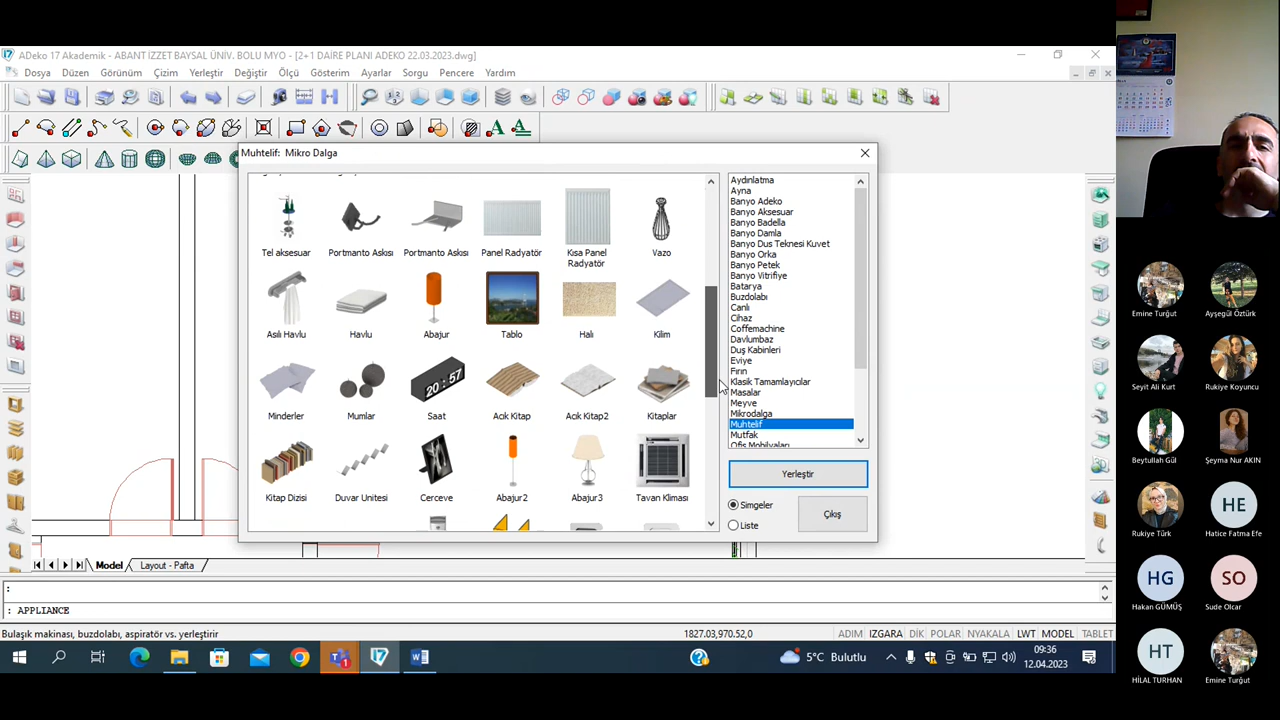 ADeko 17 Akademik - ABANT İZZET BAYSAL ÜNİV. BOLU MYO - [2+1 DAİRE PLANI ADEKO 22.03.2023.dwg]
Dosya Düzen Görünüm Çizim Yerleştir Değiştir Ölçü Gösterim Ayarlar Sorgu Pencere Yardım
Muhtelif: Mikro Dalga
Tel aksesuar
Portmanto Askısı
Portmanto Askısı
Panel Radyatör
Kısa Panel
Radyatör
Vazo
Asılı Havlu
Havlu
Abajur
Tablo
Halı
Kilim
Minderler
Mumlar
20:57
Saat
Acık Kitap
Acık Kitap2
Kitaplar
Kitap Dizisi
Duvar Unitesi
Cerceve
Abajur2
Abajur3
Tavan Kliması
Aydınlatma
Ayna
Banyo Adeko
Banyo Aksesuar
Banyo Badella
Banyo Damla
Banyo Dus Teknesi Kuvet
Banyo Orka
Banyo Petek
Banyo Vitrifiye
Batarya
Buzdolabı
Canlı
Cihaz
Coffemachine
Davlumbaz
Duş Kabinleri
Eviye
Fırın
Klasik Tamamlayıcılar
Masalar
Meyve
Mikrodalga
Muhtelif
Mutfak
Ofis Mobilyaları
Yerleştir
Simgeler
Liste
Çıkış
Model Layout - Pafta
:
: APPLIANCE
Bulaşık makinası, buzdolabı, aspiratör vs. yerleştirir
1827.03,970.52,0
ADIM IZGARA DİK POLAR NYAKALA LWT MODEL TABLET
5°C Bulutlu
09:36
12.04.2023
Emine Turğut
Ayşegül Öztürk
Seyit Ali Kurt
Rukiye Koyuncu
Beytullah Gül
Şeyma Nur AKIN
Rukiye Türk
HE
Hatice Fatma Efe
HG
Hakan GÜMÜŞ
SO
Sude Olcar
HT
HİLAL TURHAN
Emine Turğut